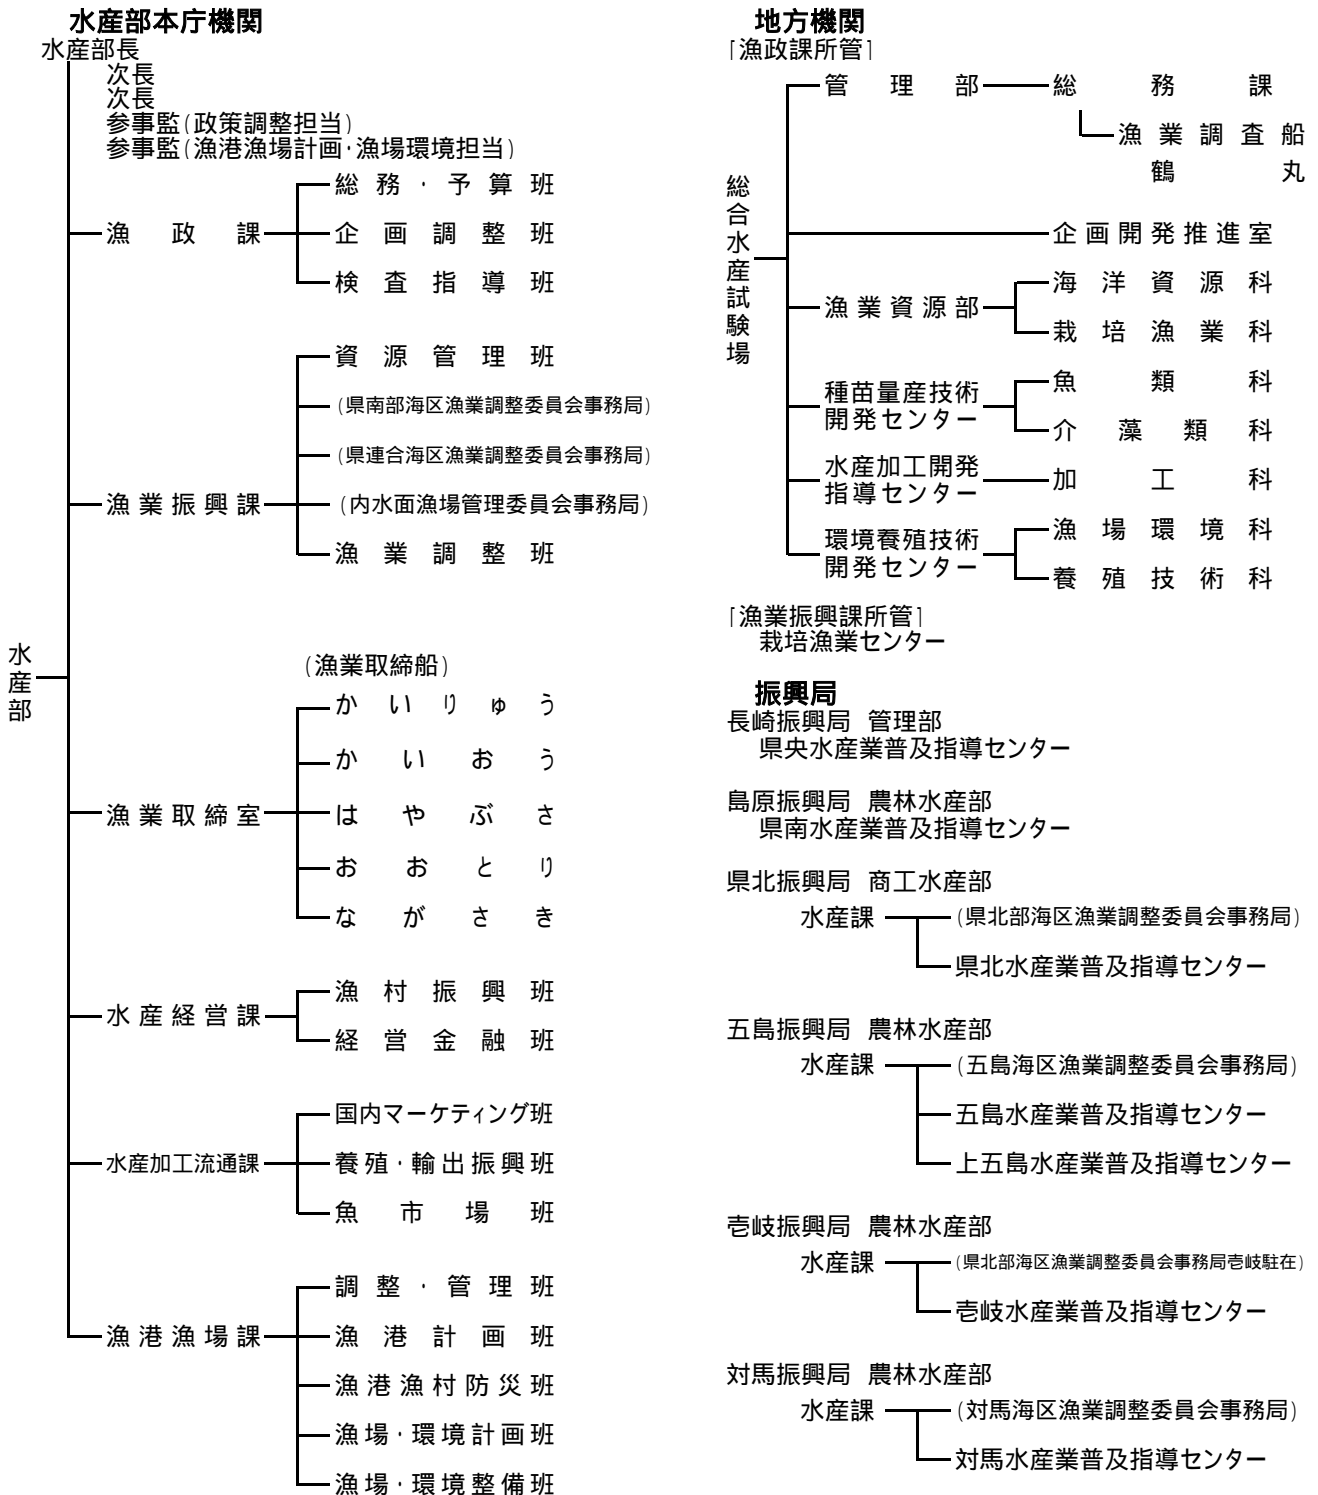 水産部本庁機関
水産部長
次長
次長
参事監(政策調整担当)
参事監(漁港漁場計画・漁場環境担当)
水産部
漁政課
総務・予算班
企画調整班
検査指導班
漁業振興課
資源管理班
(県南部海区漁業調整委員会事務局)
(県連合海区漁業調整委員会事務局)
(内水面漁場管理委員会事務局)
漁業調整班
漁業取締室
(漁業取締船)
かいりゅう
かいおう
はやぶさ
おおとり
ながさき
水産経営課
漁村振興班
経営金融班
水産加工流通課
国内マーケティング班
養殖・輸出振興班
魚市場班
漁港漁場課
調整・管理班
漁港計画班
漁港漁村防災班
漁場・環境計画班
漁場・環境整備班
地方機関
[漁政課所管]
総合水産試験場
管理部
総務課
漁業調査船
鶴丸
企画開発推進室
漁業資源部
海洋資源科
栽培漁業科
種苗量産技術
開発センター
魚類科
介藻類科
水産加工開発
指導センター
加工科
環境養殖技術
開発センター
漁場環境科
養殖技術科
[漁業振興課所管]
栽培漁業センター
振興局
長崎振興局 管理部
県央水産業普及指導センター
島原振興局 農林水産部
県南水産業普及指導センター
県北振興局 商工水産部
水産課
(県北部海区漁業調整委員会事務局)
県北水産業普及指導センター
五島振興局 農林水産部
水産課
(五島海区漁業調整委員会事務局)
五島水産業普及指導センター
上五島水産業普及指導センター
壱岐振興局 農林水産部
水産課
(県北部海区漁業調整委員会事務局壱岐駐在)
壱岐水産業普及指導センター
対馬振興局 農林水産部
水産課
(対馬海区漁業調整委員会事務局)
対馬水産業普及指導センター